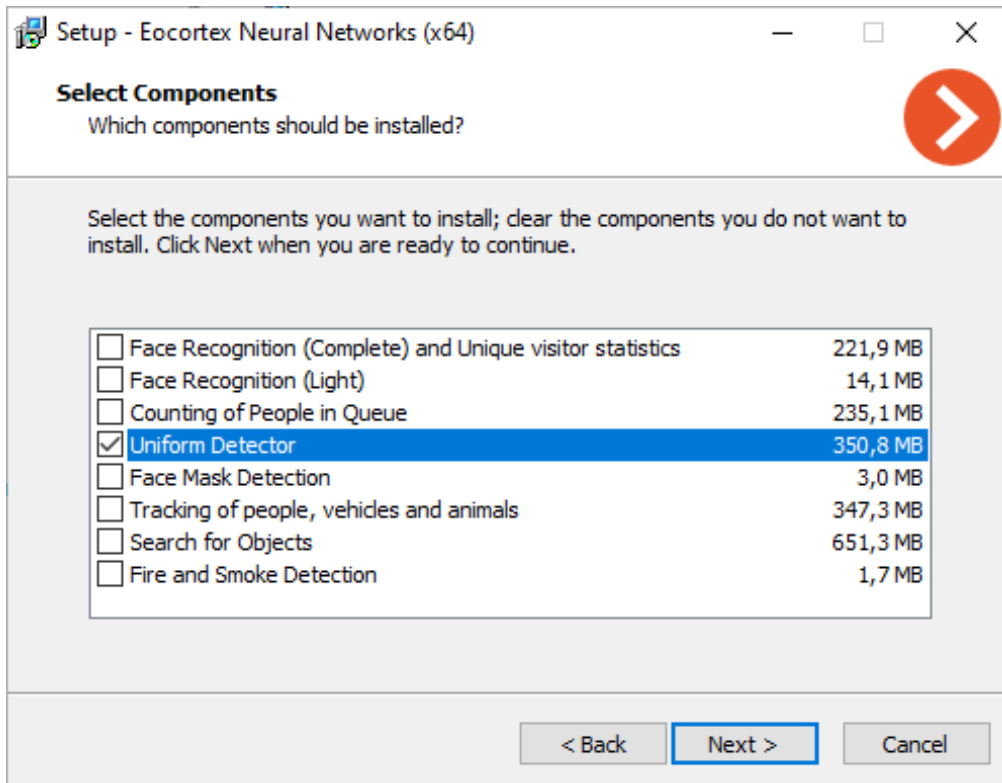 Setup - Eocortex Neural Networks (x64)
Select Components
Which components should be installed?
Select the components you want to install; clear the components you do not want to
install. Click Next when you are ready to continue.
Face Recognition (Complete) and Unique visitor statistics 221,9 MB
Face Recognition (Light) 14,1 MB
Counting of People in Queue 235,1 MB
Uniform Detector 350,8 MB
Face Mask Detection 3,0 MB
Tracking of people, vehicles and animals 347,3 MB
Search for Objects 651,3 MB
Fire and Smoke Detection 1,7 MB
< Back Next > Cancel